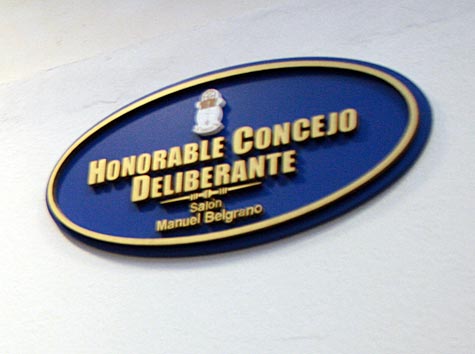 HONORABLE CONCEJO
DELIBERANTE
Salón
Manuel Belgrano